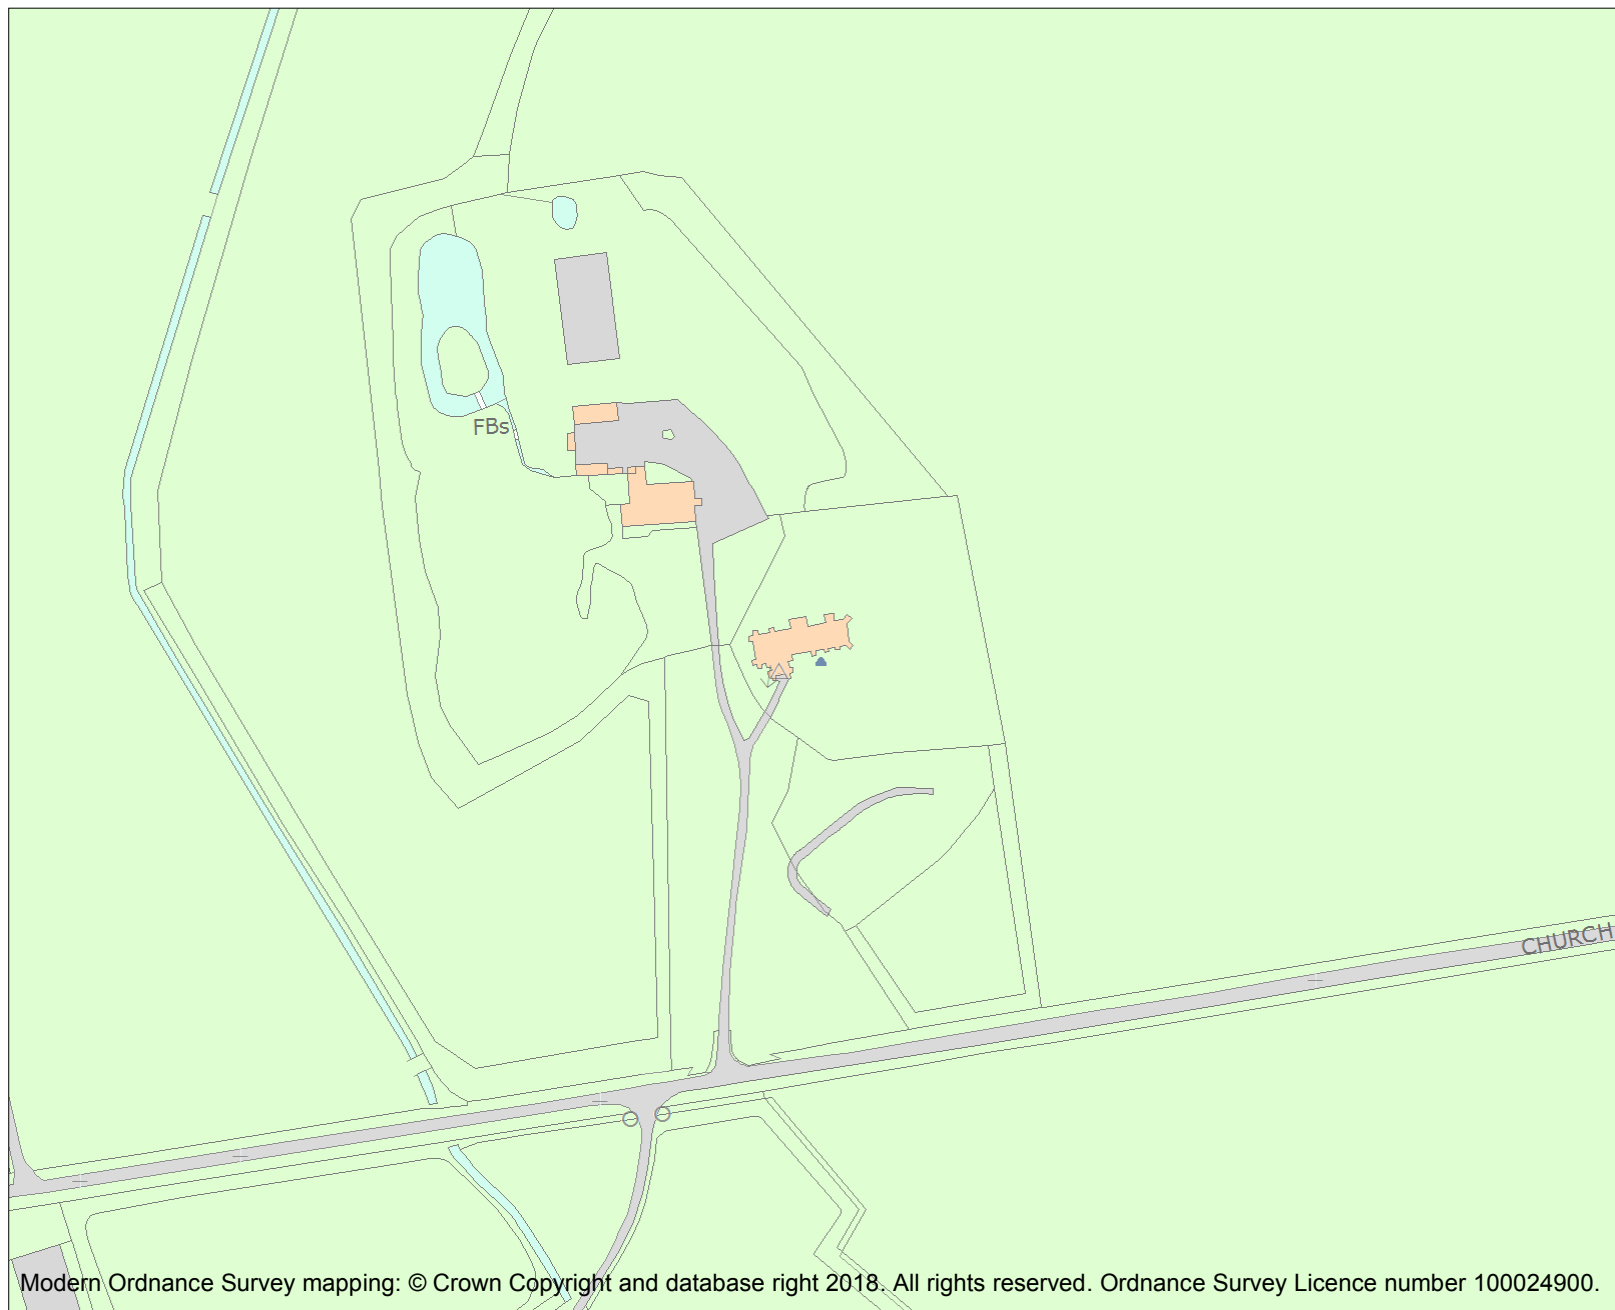 FBs
CHURCH
Modern Ordnance Survey mapping: © Crown Copyright and database right 2018. All rights reserved. Ordnance Survey Licence number 100024900.